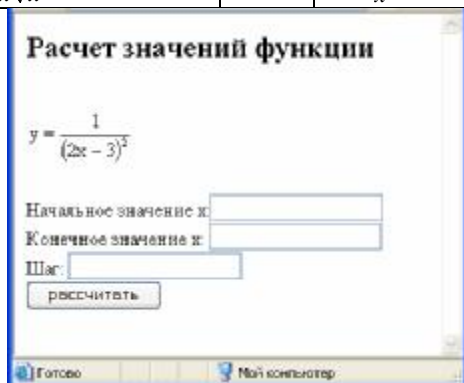 Расчет значений функции
y = 1 / (2x − 3)²
Начальное значение x:
Конечное значение x:
Шаг:
рассчитать
Готово Мой компьютер